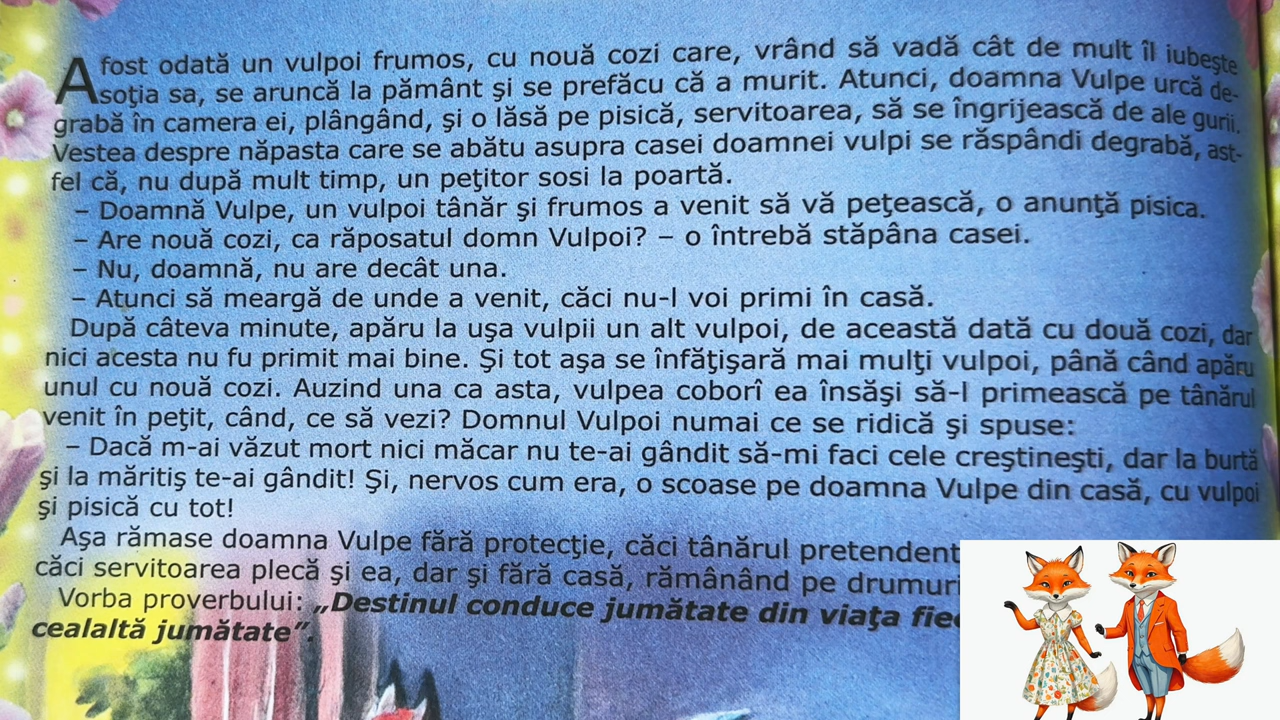 A fost odată un vulpoi frumos, cu nouă cozi care, vrând să vadă cât de mult îl iubeşte
soţia sa, se aruncă la pământ şi se prefăcu că a murit. Atunci, doamna Vulpe urcă de-
grabă în camera ei, plângând, şi o lăsă pe pisică, servitoarea, să se îngrijească de ale gurii.
Vestea despre năpasta care se abătu asupra casei doamnei vulpi se răspândi degrabă, ast-
fel că, nu după mult timp, un peţitor sosi la poartă.
– Doamnă Vulpe, un vulpoi tânăr şi frumos a venit să vă peţească, o anunţă pisica.
– Are nouă cozi, ca răposatul domn Vulpoi? – o întrebă stăpâna casei.
– Nu, doamnă, nu are decât una.
– Atunci să meargă de unde a venit, căci nu-l voi primi în casă.
După câteva minute, apăru la uşa vulpii un alt vulpoi, de această dată cu două cozi, dar
nici acesta nu fu primit mai bine. Şi tot aşa se înfăţişară mai mulţi vulpoi, până când apăru
unul cu nouă cozi. Auzind una ca asta, vulpea coborî ea însăşi să-l primească pe tânărul
venit în peţit, când, ce să vezi? Domnul Vulpoi numai ce se ridică şi spuse:
– Dacă m-ai văzut mort nici măcar nu te-ai gândit să-mi faci cele creştineşti, dar la burtă
şi la măritiş te-ai gândit! Şi, nervos cum era, o scoase pe doamna Vulpe din casă, cu vulpoi
şi pisică cu tot!
Aşa rămase doamna Vulpe fără protecţie, căci tânărul pretendent
căci servitoarea plecă şi ea, dar şi fără casă, rămânând pe drumuri
Vorba proverbului: „Destinul conduce jumătate din viaţa
cealaltă jumătate”.